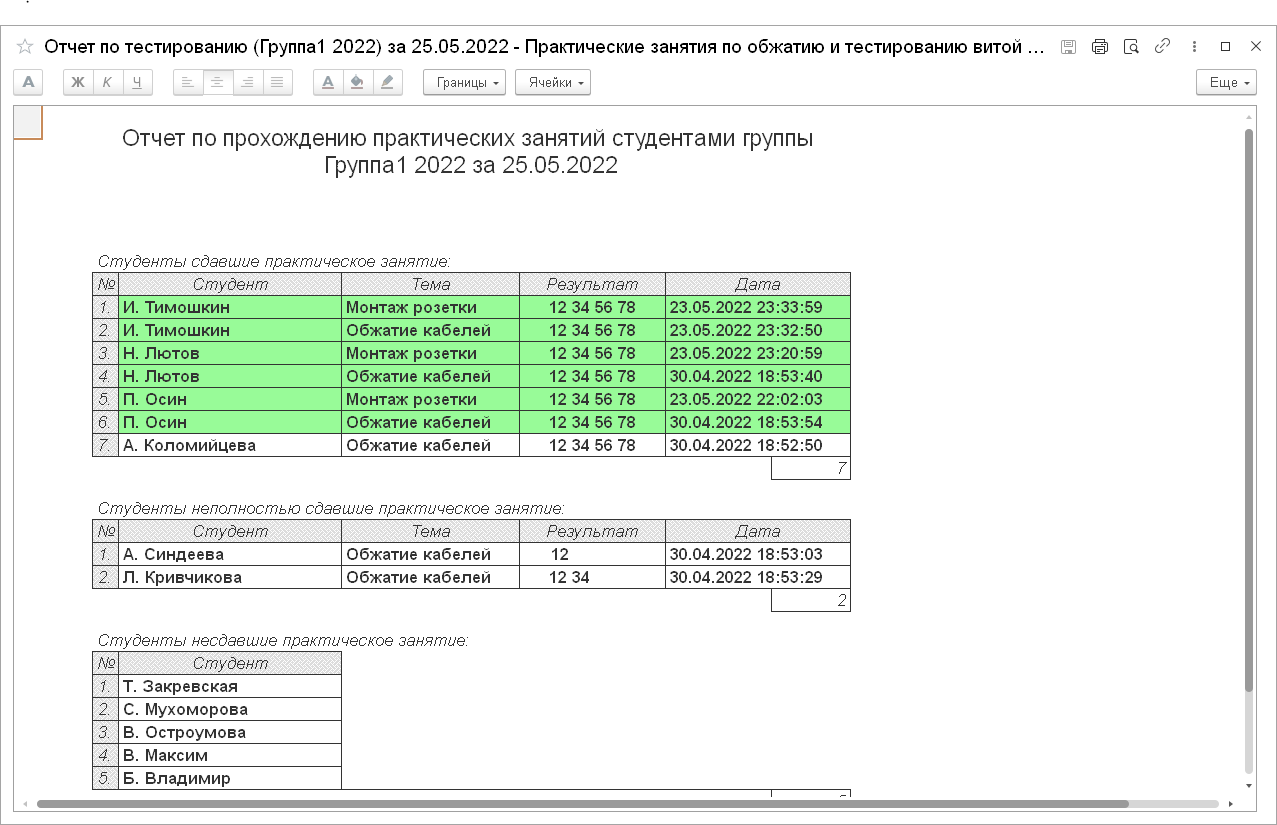 Отчет по тестированию (Группа1 2022) за 25.05.2022 - Практические занятия по обжатию и тестированию витой ...
А Ж К Ч А Границы Ячейки Еще
Отчет по прохождению практических занятий студентами группы
Группа1 2022 за 25.05.2022
Студенты сдавшие практическое занятие:
№ Студент Тема Результат Дата
1. И. Тимошкин Монтаж розетки 12 34 56 78 23.05.2022 23:33:59
2. И. Тимошкин Обжатие кабелей 12 34 56 78 23.05.2022 23:32:50
3. Н. Лютов Монтаж розетки 12 34 56 78 23.05.2022 23:20:59
4. Н. Лютов Обжатие кабелей 12 34 56 78 30.04.2022 18:53:40
5. П. Осин Монтаж розетки 12 34 56 78 23.05.2022 22:02:03
6. П. Осин Обжатие кабелей 12 34 56 78 30.04.2022 18:53:54
7. А. Коломийцева Обжатие кабелей 12 34 56 78 30.04.2022 18:52:50
7
Студенты неполностью сдавшие практическое занятие:
№ Студент Тема Результат Дата
1. А. Синдеева Обжатие кабелей 12 30.04.2022 18:53:03
2. Л. Кривчикова Обжатие кабелей 12 34 30.04.2022 18:53:29
2
Студенты несдавшие практическое занятие:
№ Студент
1. Т. Закревская
2. С. Мухоморова
3. В. Остроумова
4. В. Максим
5. Б. Владимир